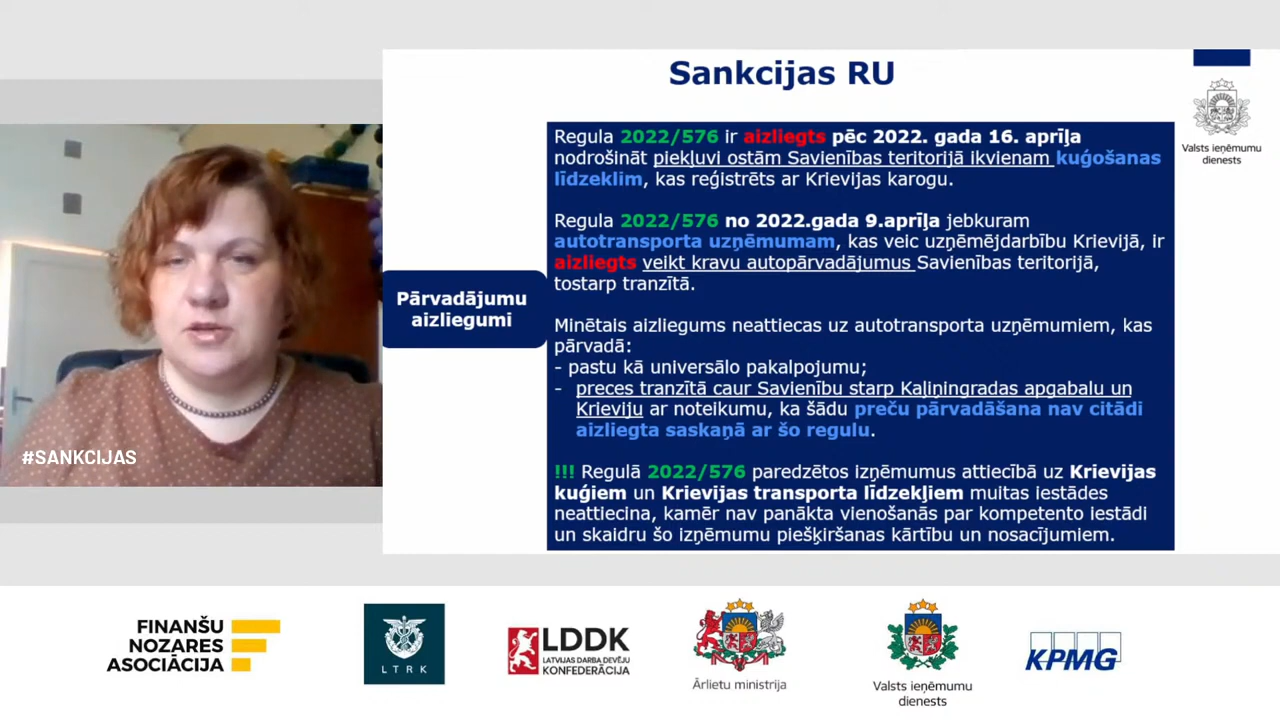 Sankcijas RU
Valsts ieņēmumu
dienests
Regula 2022/576 ir aizliegts pēc 2022. gada 16. aprīļa
nodrošināt piekļuvi ostām Savienības teritorijā ikvienam kuģošanas
līdzeklim, kas reģistrēts ar Krievijas karogu.
Regula 2022/576 no 2022.gada 9.aprīļa jebkuram
autotransporta uzņēmumam, kas veic uzņēmējdarbību Krievijā, ir
aizliegts veikt kravu autopārvadājumus Savienības teritorijā,
tostarp tranzītā.
Pārvadājumu
aizliegumi
Minētais aizliegums neattiecas uz autotransporta uzņēmumiem, kas
pārvadā:
- pastu kā universālo pakalpojumu;
- preces tranzītā caur Savienību starp Kaļiņingradas apgabalu un
Krieviju ar noteikumu, ka šādu preču pārvadāšana nav citādi
aizliegta saskaņā ar šo regulu.
!!! Regulā 2022/576 paredzētos izņēmumus attiecībā uz Krievijas
kuģiem un Krievijas transporta līdzekļiem muitas iestādes
neattiecina, kamēr nav panākta vienošanās par kompetento iestādi
un skaidru šo izņēmumu piešķiršanas kārtību un nosacījumiem.
#SANKCIJAS
FINANŠU
NOZARES
ASOCIĀCIJA
LTRK
LDDK
LATVIJAS DARBA DEVĒJU
KONFEDERĀCIJA
Ārlietu ministrija
Valsts ieņēmumu
dienests
KPMG